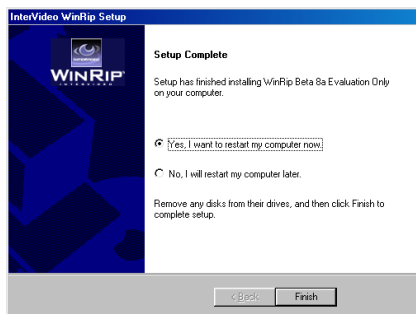 InterVideo WinRip Setup
INTERVIDEO
WINRIP
INTERVIDEO
Setup Complete
Setup has finished installing WinRip Beta 8a Evaluation Only
on your computer.
Yes, I want to restart my computer now.
No, I will restart my computer later.
Remove any disks from their drives, and then click Finish to
complete setup.
< Back
Finish